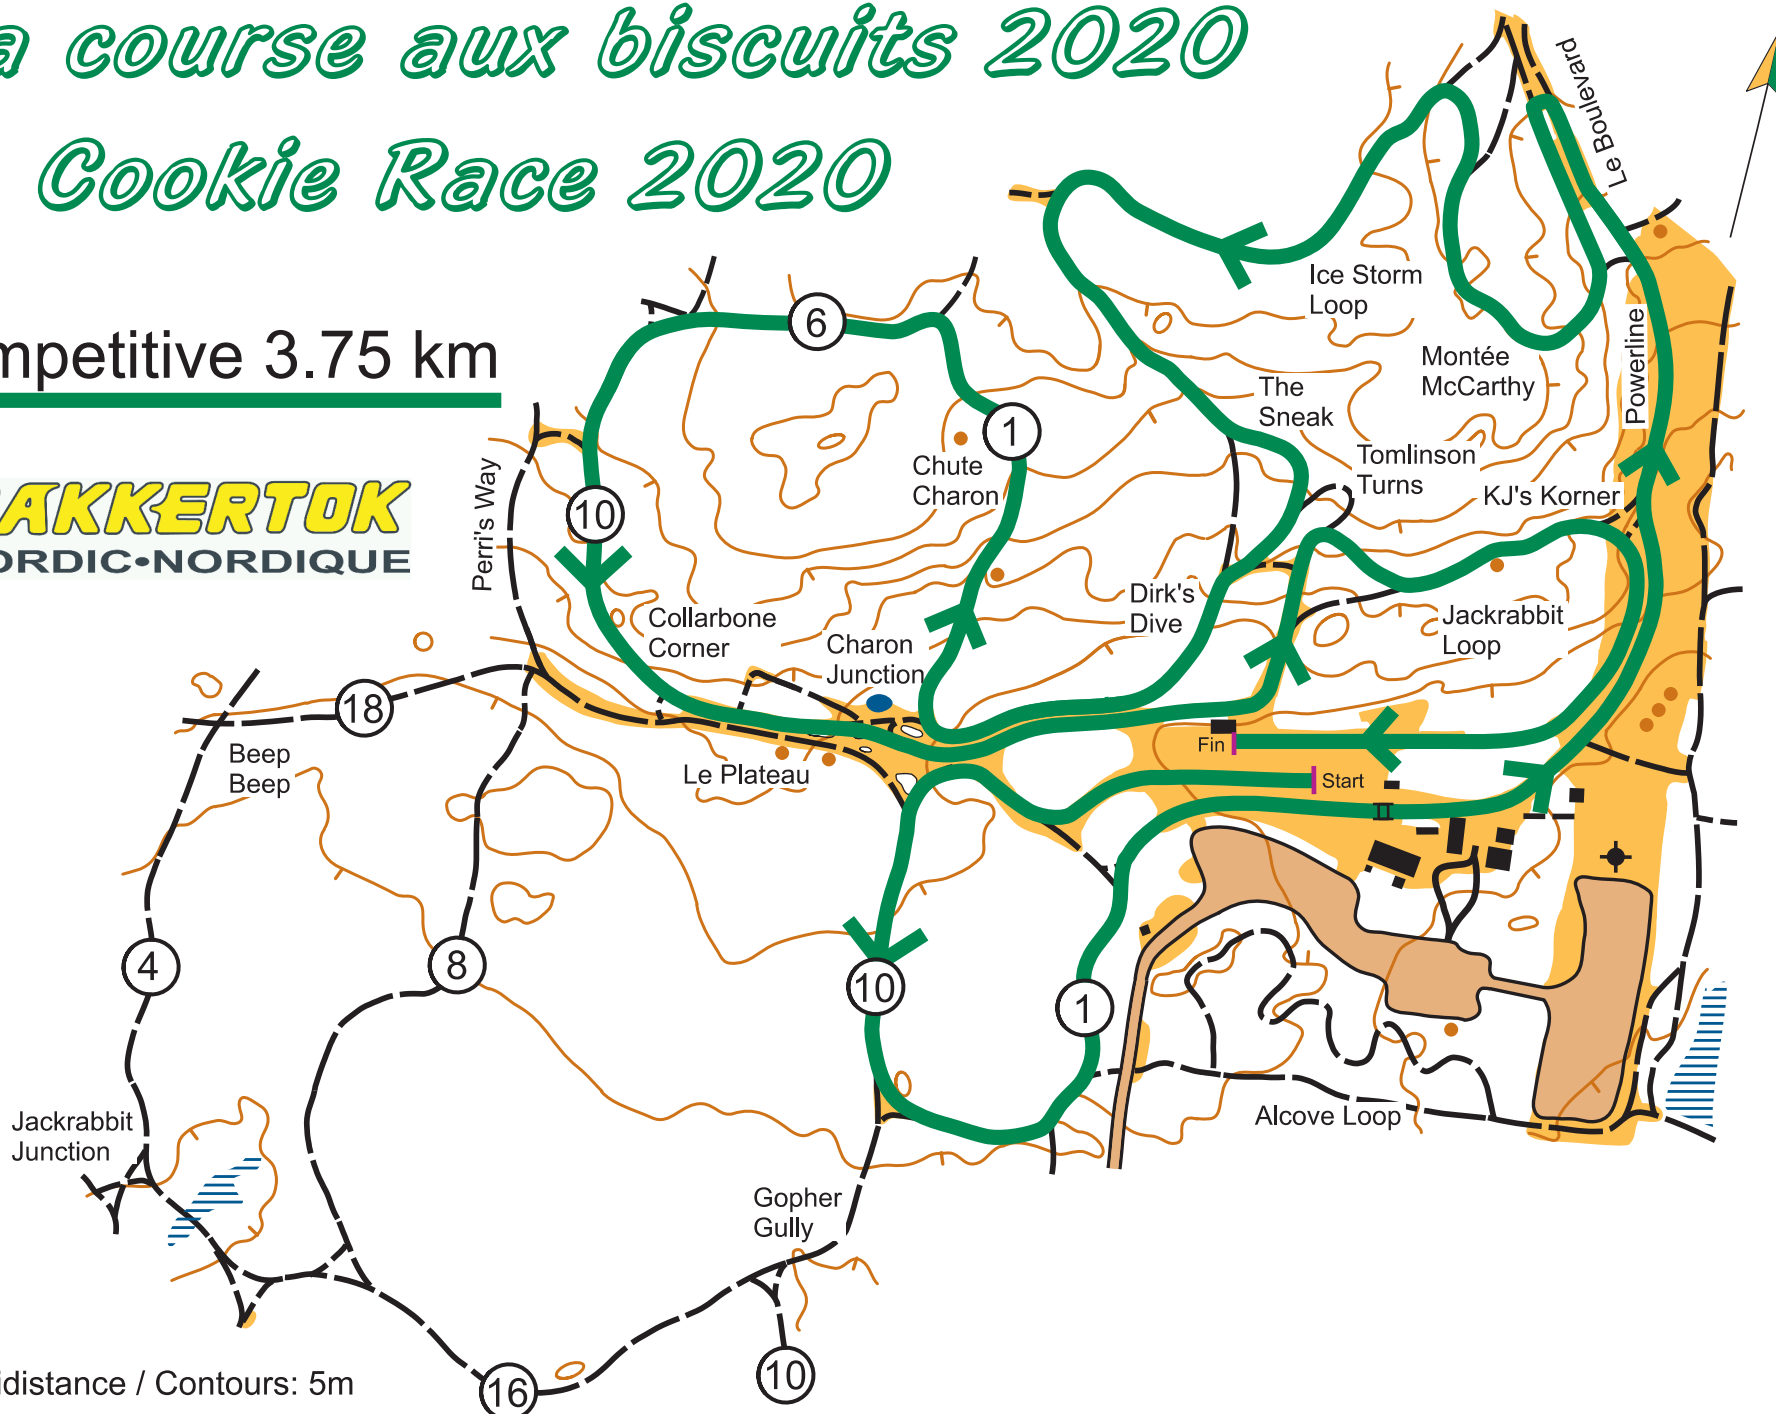 a course aux biscuits 2020
Cookie Race 2020
mpetitive 3.75 km
AKKERTOK
ORDIC•NORDIQUE
Le Boulevard
Ice Storm
Loop
Montée
McCarthy
Powerline
The
Sneak
Tomlinson
Turns
KJ's Korner
6
1
Chute
Charon
10
Perri's Way
Collarbone
Corner
Charon
Junction
Dirk's
Dive
Jackrabbit
Loop
18
Beep
Beep
Le Plateau
Fin
Start
4
8
10
1
Jackrabbit
Junction
Alcove Loop
Gopher
Gully
idistance / Contours: 5m
16
10